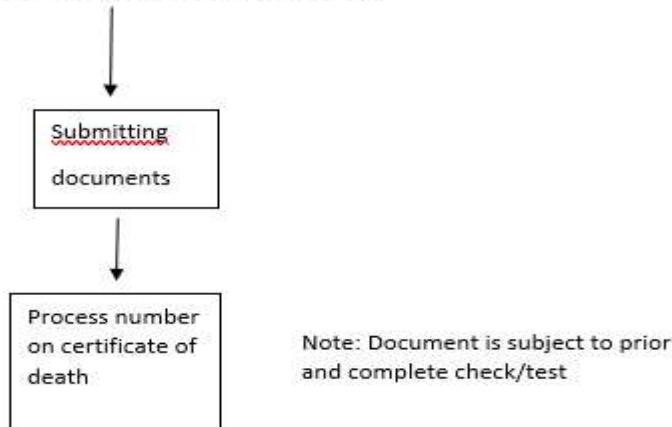 Submitting
documents
Process number
on certificate of
death
Note: Document is subject to prior
and complete check/test